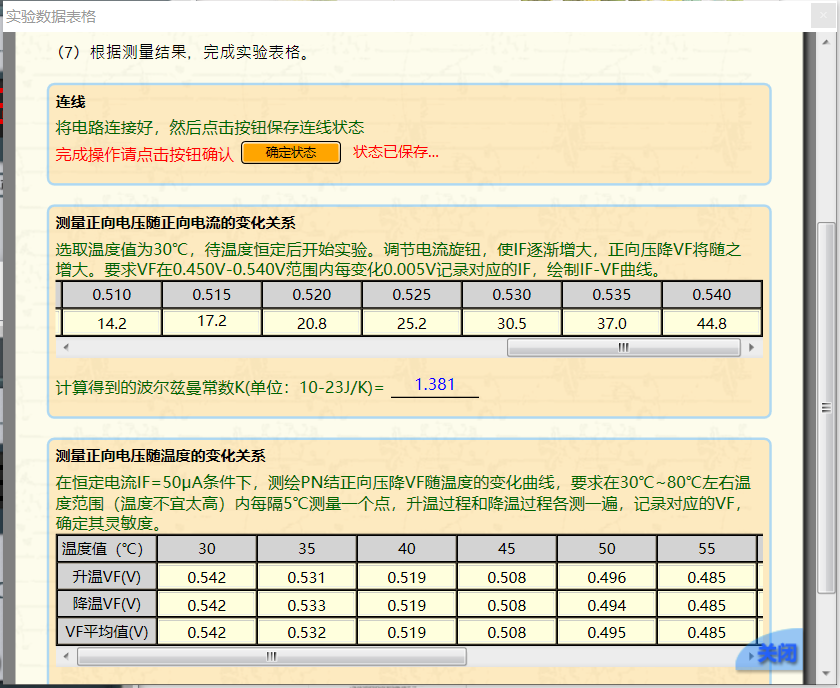 实验数据表格
（7）根据测量结果，完成实验表格。
连线
将电路连接好，然后点击按钮保存连线状态
完成操作请点击按钮确认 确定状态 状态已保存...
测量正向电压随正向电流的变化关系
选取温度值为30℃，待温度恒定后开始实验。调节电流旋钮，使IF逐渐增大，正向压降VF将随之
增大。要求VF在0.450V-0.540V范围内每变化0.005V记录对应的IF，绘制IF-VF曲线。
0.510 0.515 0.520 0.525 0.530 0.535 0.540
14.2 17.2 20.8 25.2 30.5 37.0 44.8
计算得到的波尔兹曼常数K(单位：10-23J/K)= 1.381
测量正向电压随温度的变化关系
在恒定电流IF=50μA条件下，测绘PN结正向压降VF随温度的变化曲线，要求在30℃~80℃左右温
度范围（温度不宜太高）内每隔5℃测量一个点，升温过程和降温过程各测一遍，记录对应的VF，
确定其灵敏度。
温度值（℃） 30 35 40 45 50 55
升温VF(V) 0.542 0.531 0.519 0.508 0.496 0.485
降温VF(V) 0.542 0.533 0.519 0.508 0.494 0.485
VF平均值(V) 0.542 0.532 0.519 0.508 0.495 0.485
关闭